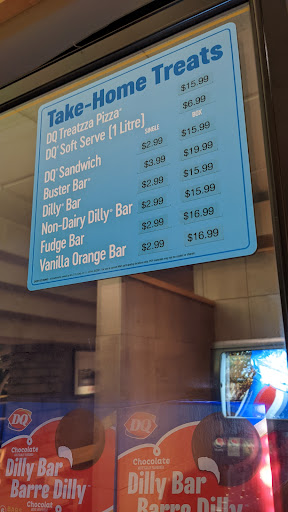 Take-Home Treats
DQ Treatzza Pizza® $15.99
DQ® Soft Serve (1 Litre) $6.99
SINGLE BOX
DQ® Sandwich $2.99 $15.99
Buster Bar® $3.99 $19.99
Dilly® Bar $2.99 $15.99
Non-Dairy Dilly® Bar $2.99 $15.99
Fudge Bar $2.99 $16.99
Vanilla Orange Bar $2.99 $16.99
DQ
Chocolate
Dilly Bar
Barre Dilly
DQ
Chocolate
Dilly Bar
Barre Dilly